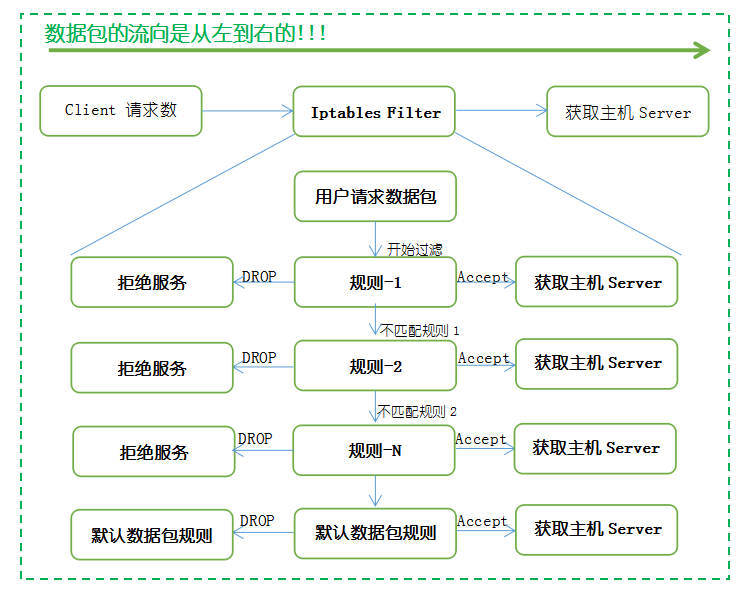 数据包的流向是从左到右的!!!
Client 请求数
Iptables Filter
获取主机 Server
用户请求数据包
开始过滤
拒绝服务
DROP
规则-1
Accept
获取主机 Server
不匹配规则 1
拒绝服务
DROP
规则-2
Accept
获取主机 Server
不匹配规则 2
拒绝服务
DROP
规则-N
Accept
获取主机 Server
默认数据包规则
DROP
默认数据包规则
Accept
获取主机 Server